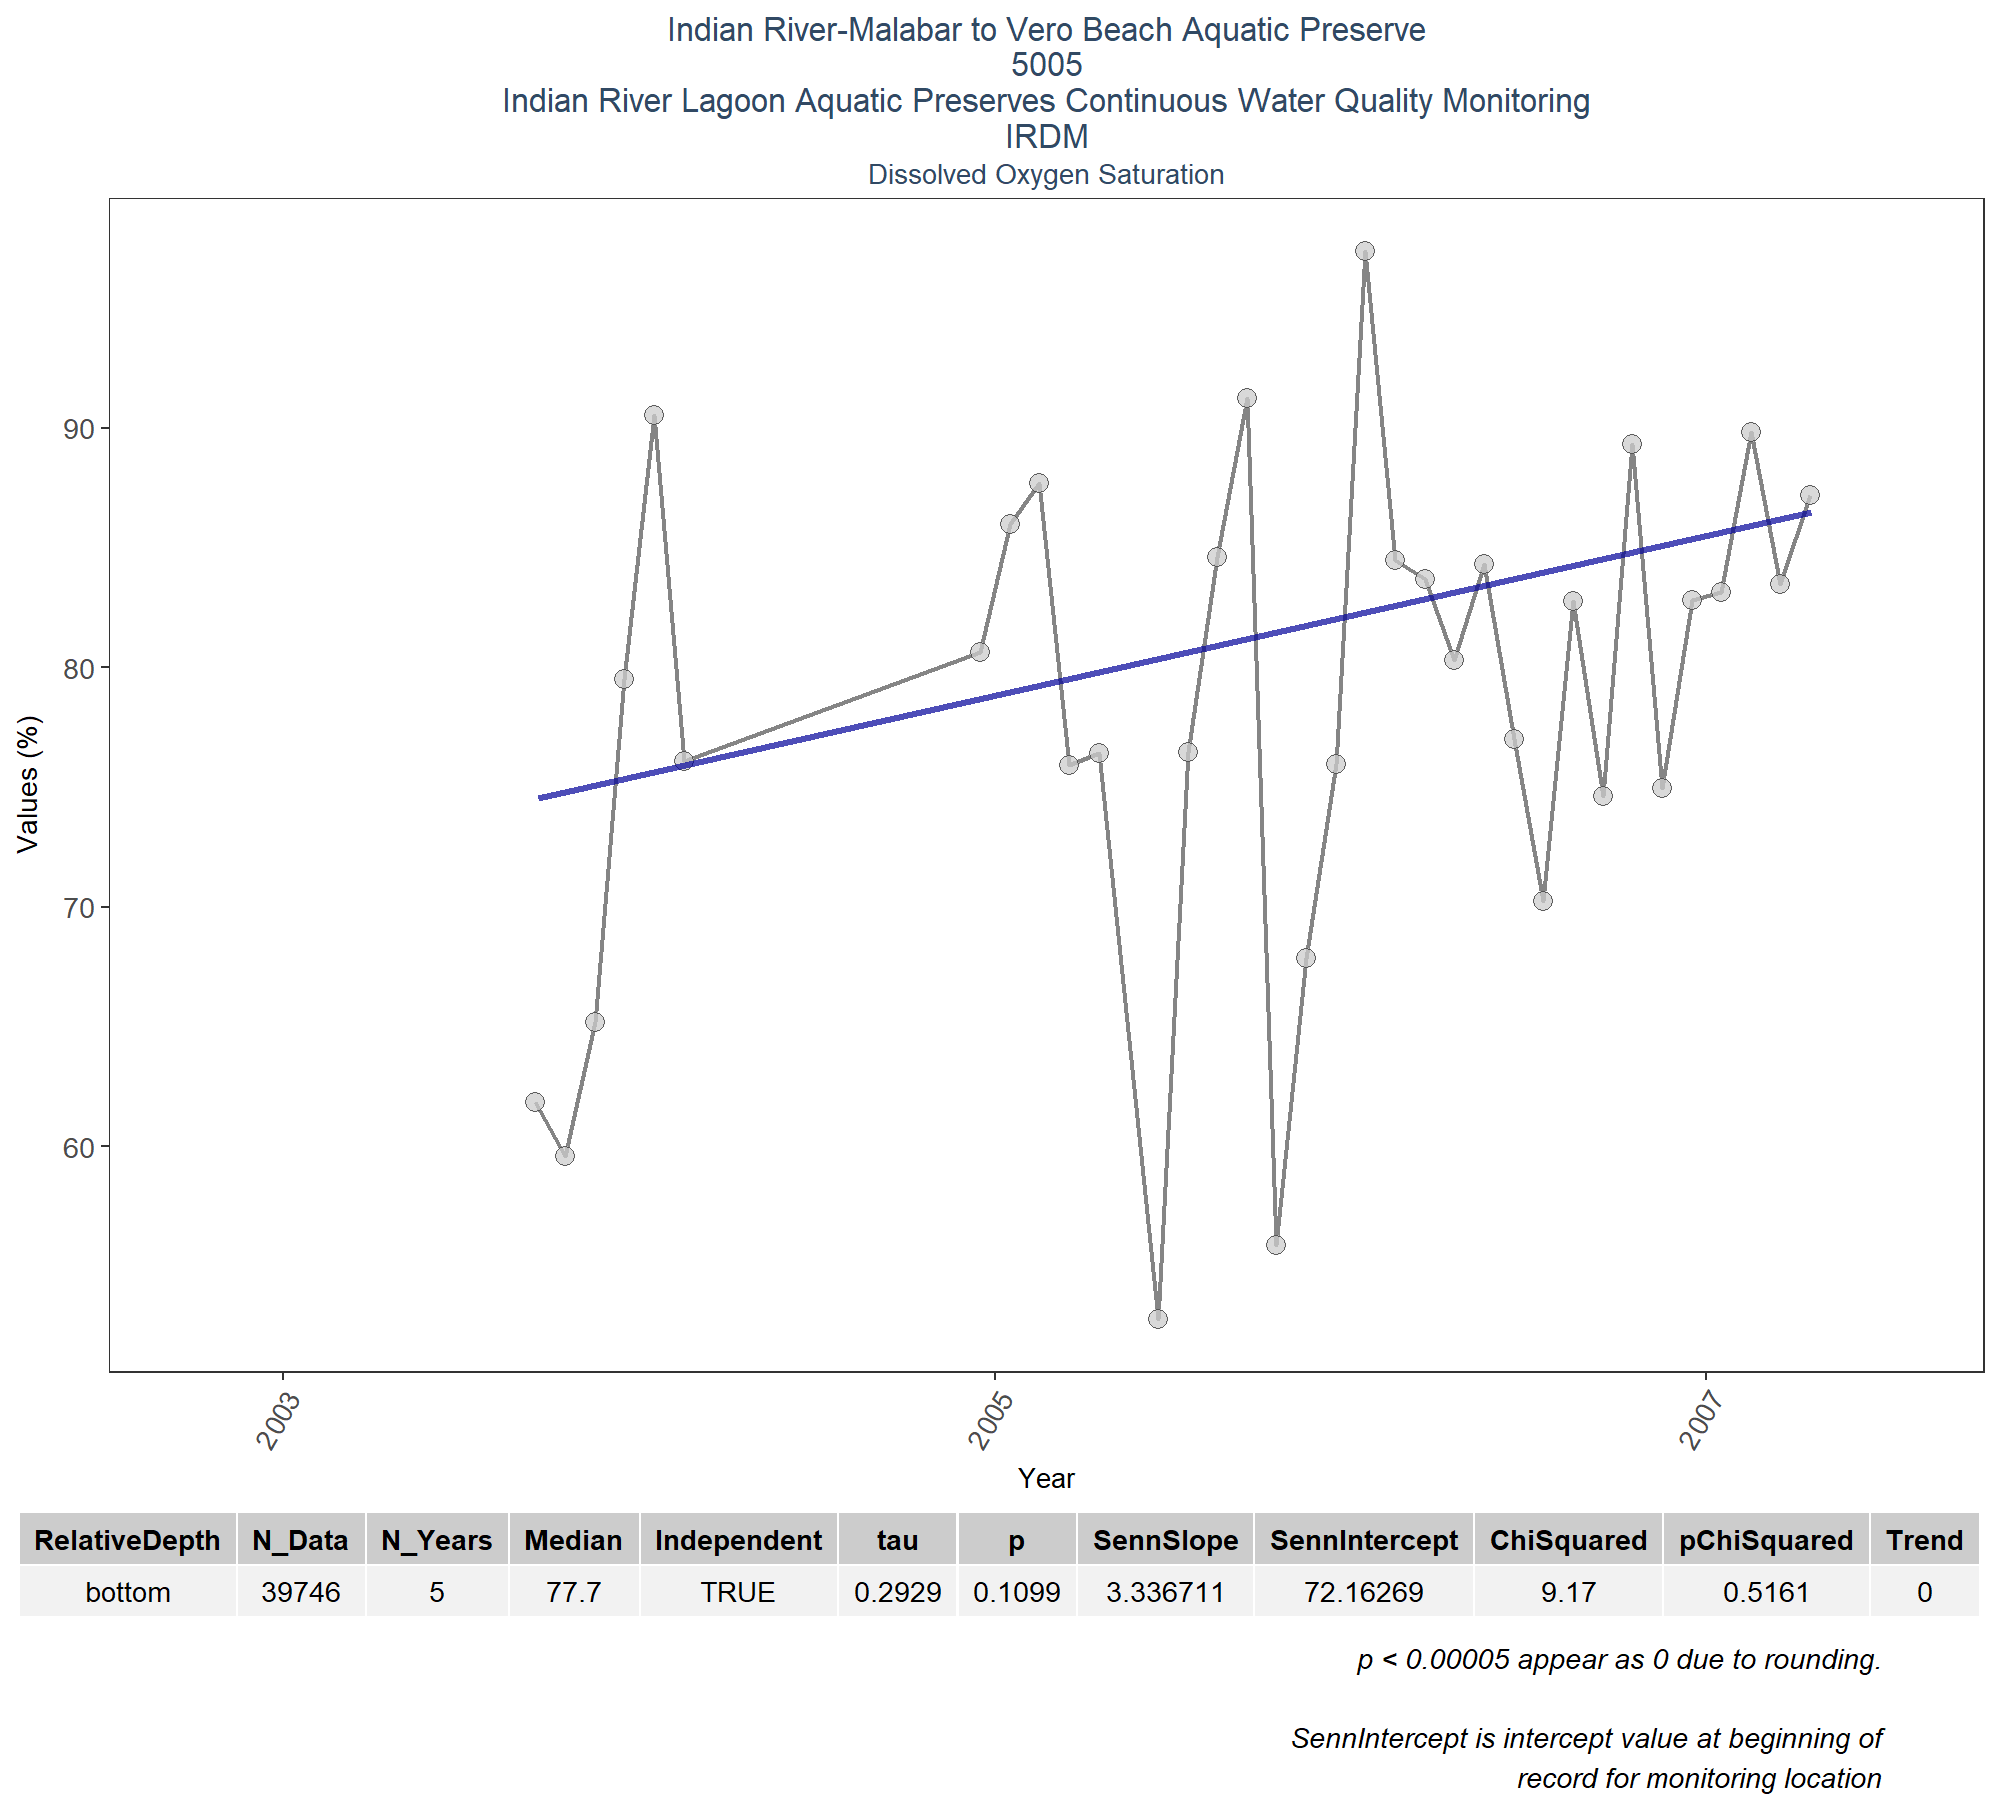 Indian River-Malabar to Vero Beach Aquatic Preserve
5005
Indian River Lagoon Aquatic Preserves Continuous Water Quality Monitoring
IRDM
Dissolved Oxygen Saturation
90
80
70
60
Values (%)
2003
2005
2007
Year
RelativeDepth N_Data N_Years Median Independent tau p SennSlope SennIntercept ChiSquared pChiSquared Trend
bottom 39746 5 77.7 TRUE 0.2929 0.1099 3.336711 72.16269 9.17 0.5161 0
p < 0.00005 appear as 0 due to rounding.
SennIntercept is intercept value at beginning of
record for monitoring location